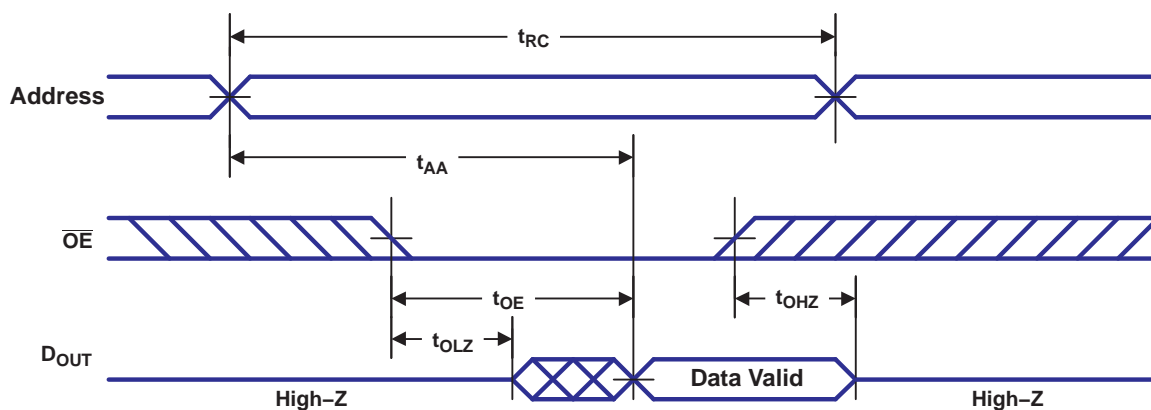 tRC
Address
tAA
OE
tOE
tOHZ
tOLZ
DOUT
Data Valid
High–Z
High–Z